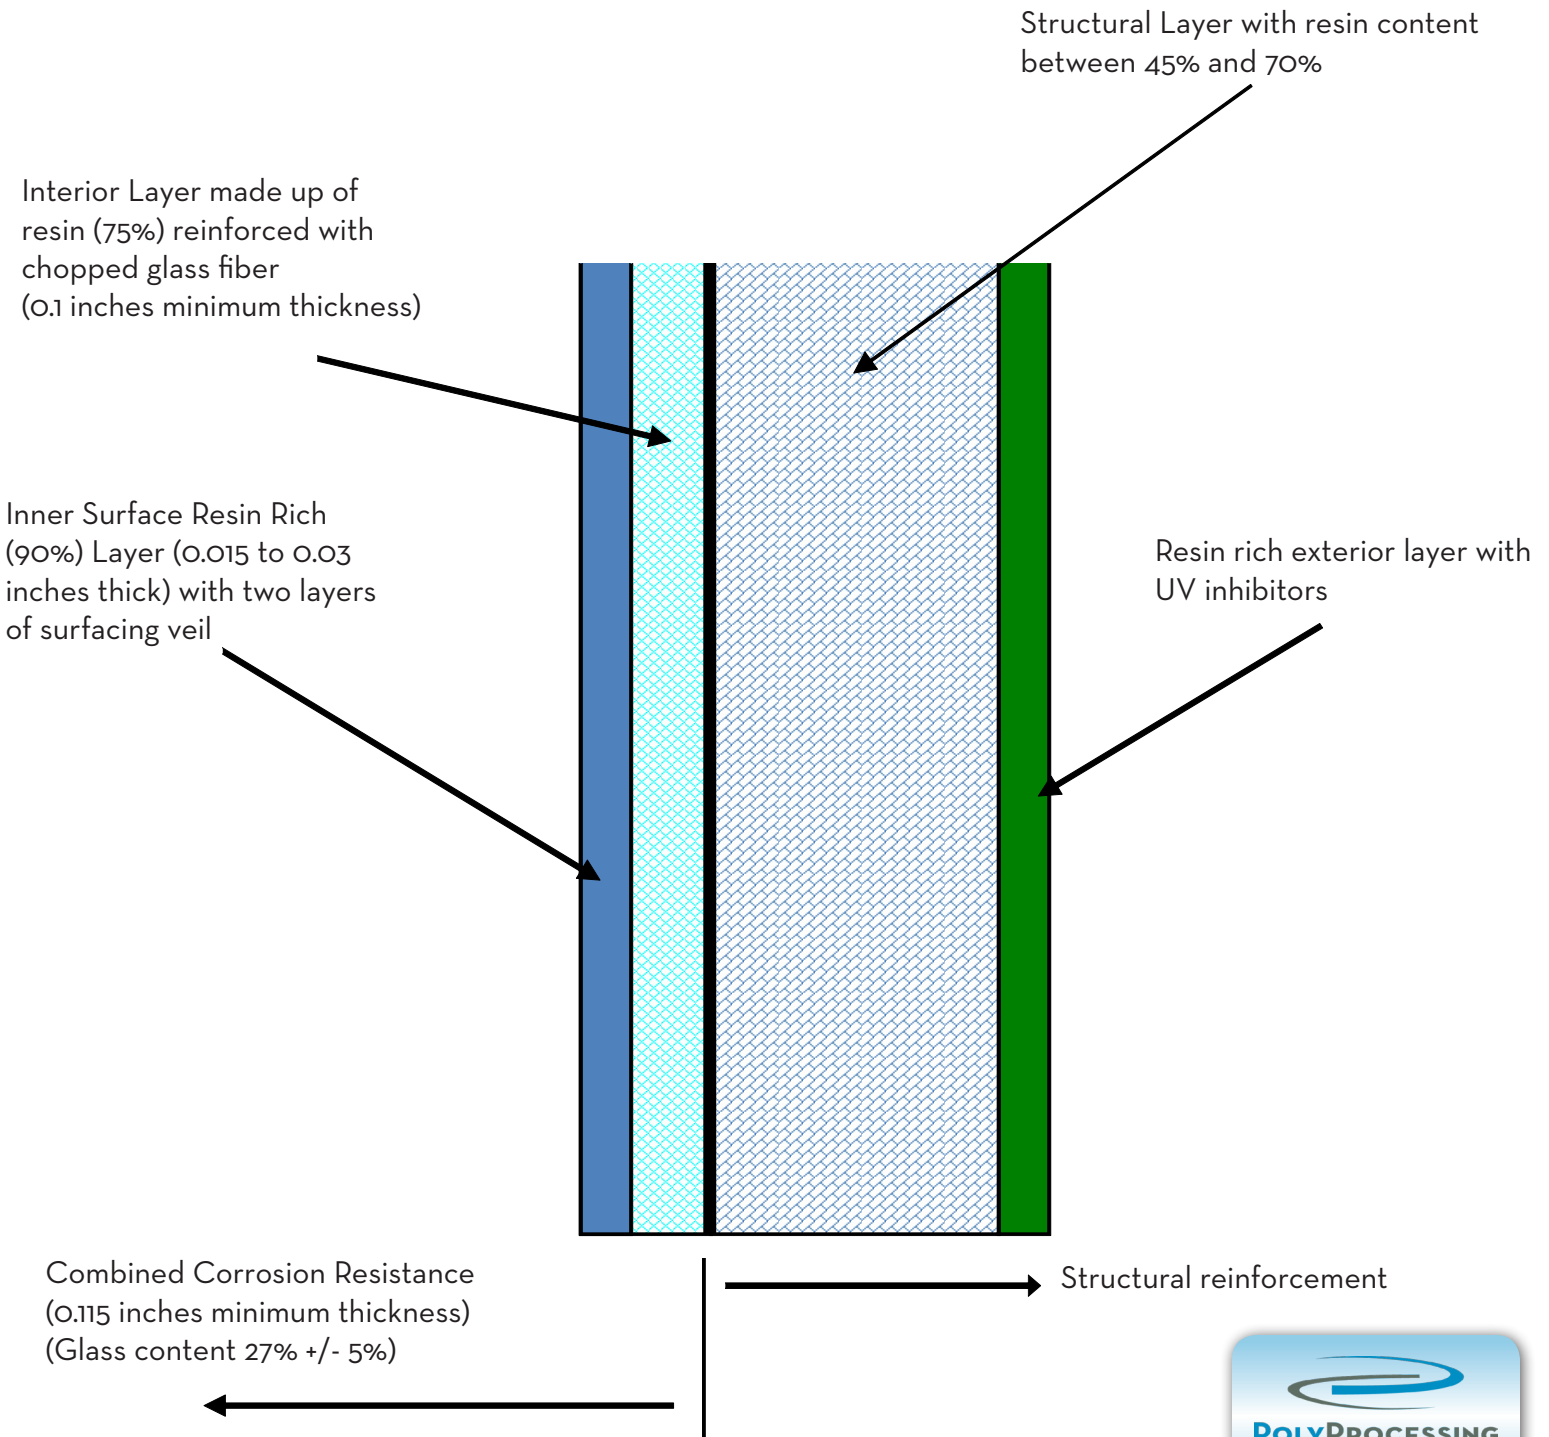 Structural Layer with resin content
between 45% and 70%
Interior Layer made up of
resin (75%) reinforced with
chopped glass fiber
(0.1 inches minimum thickness)
Inner Surface Resin Rich
(90%) Layer (0.015 to 0.03
inches thick) with two layers
of surfacing veil
Resin rich exterior layer with
UV inhibitors
Combined Corrosion Resistance
(0.115 inches minimum thickness)
(Glass content 27% +/- 5%)
Structural reinforcement
POLYPROCESSING